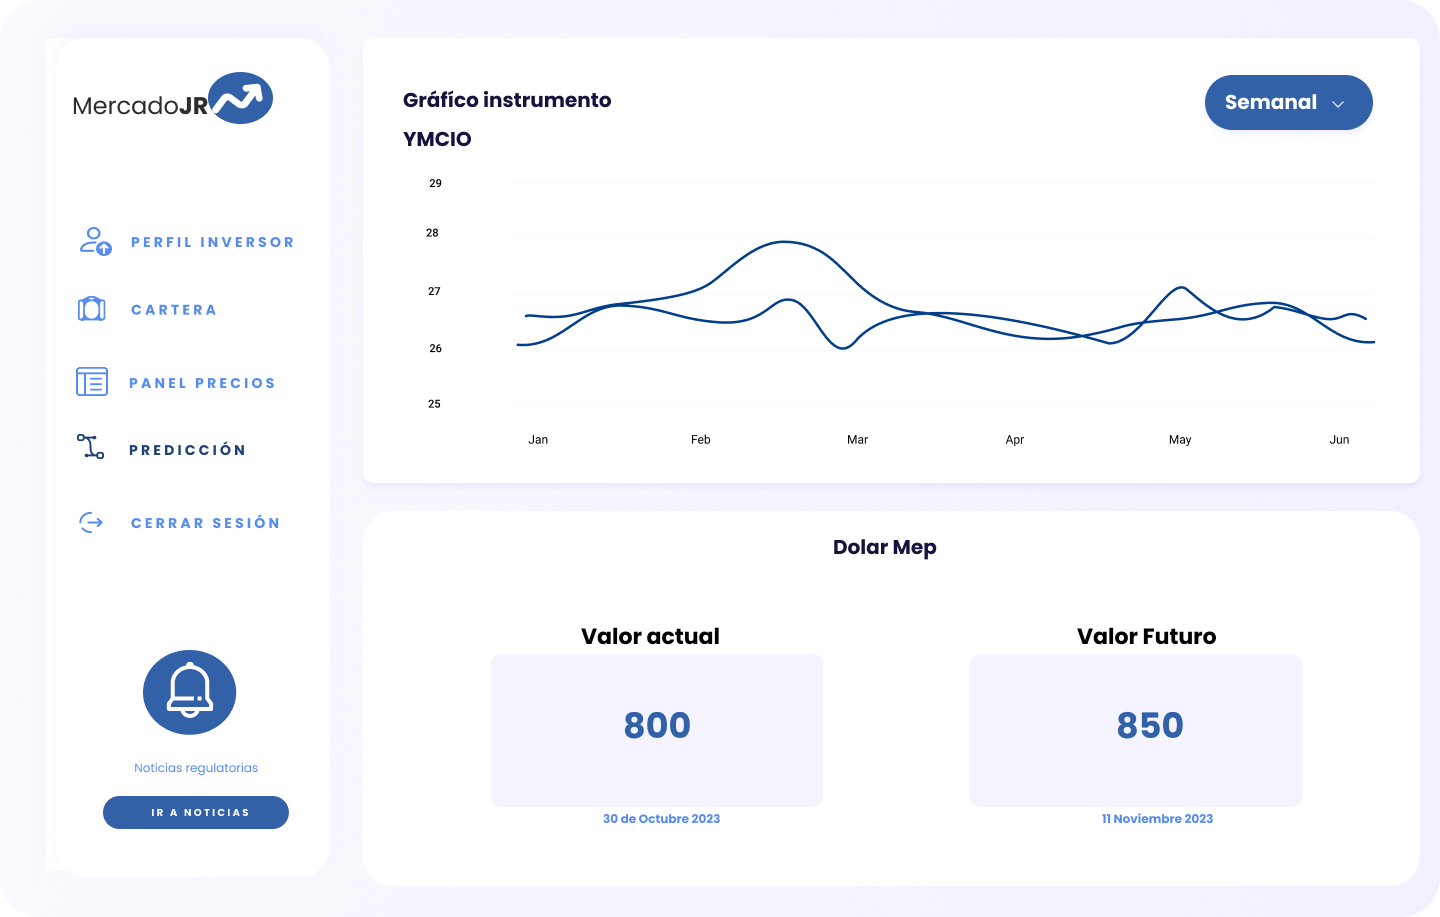 MercadoJR
PERFIL INVERSOR
CARTERA
PANEL PRECIOS
PREDICCIÓN
CERRAR SESIÓN
Noticias regulatorias
IR A NOTICIAS
Gráfíco instrumento
YMCIO
Semanal
29
28
27
26
25
Jan Feb Mar Apr May Jun
Dolar Mep
Valor actual
800
30 de Octubre 2023
Valor Futuro
850
11 Noviembre 2023